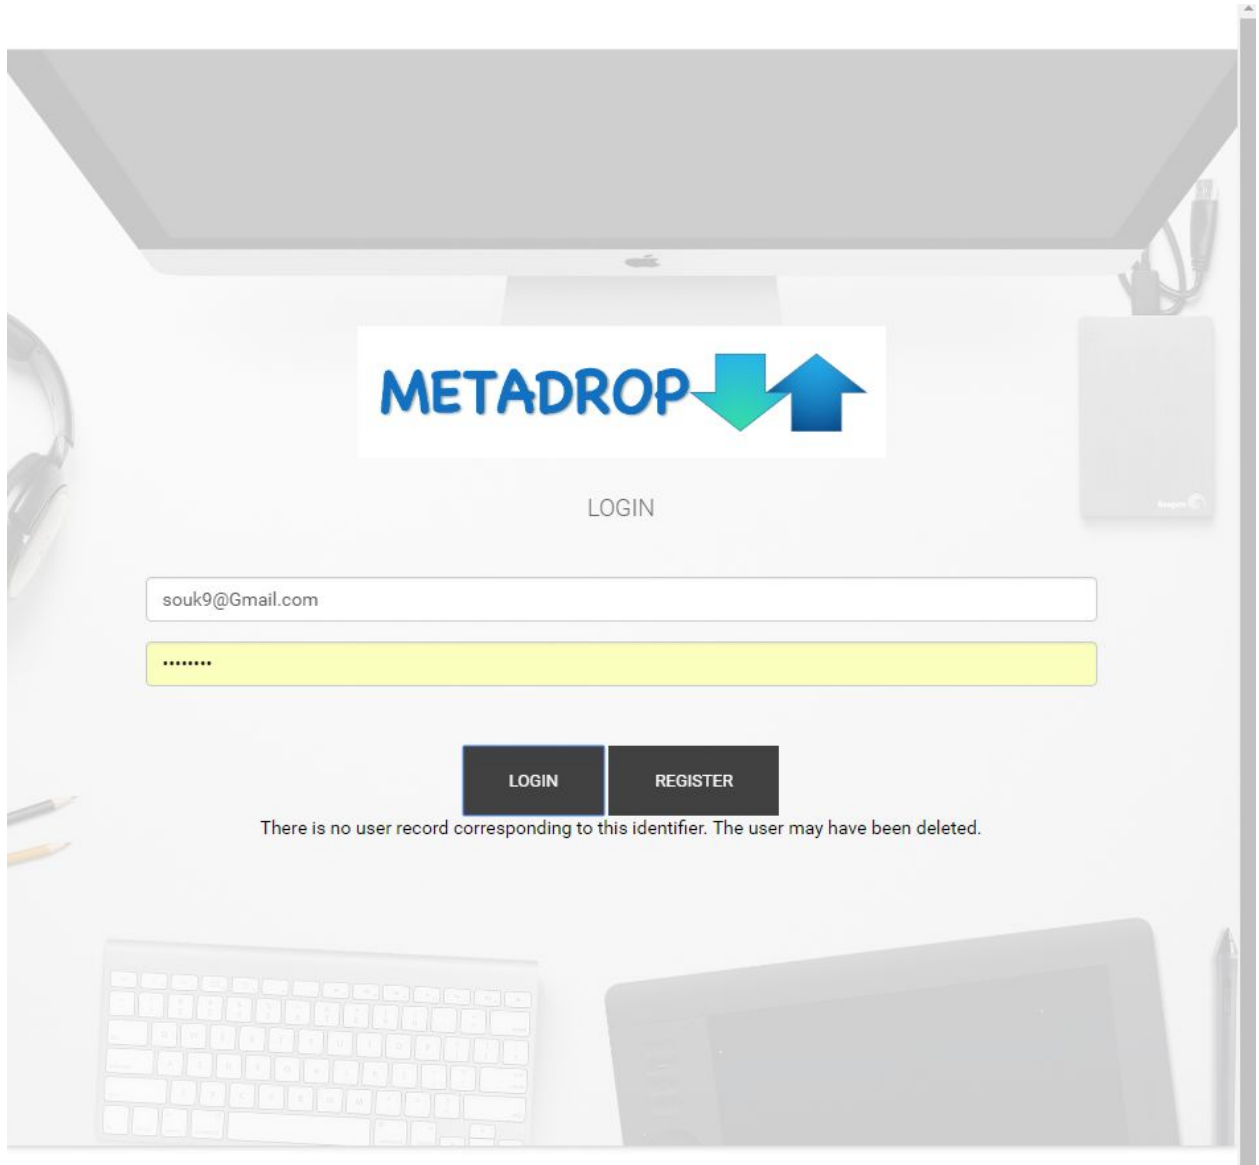 METADROP
LOGIN
souk9@Gmail.com
••••••••
LOGIN REGISTER
There is no user record corresponding to this identifier. The user may have been deleted.